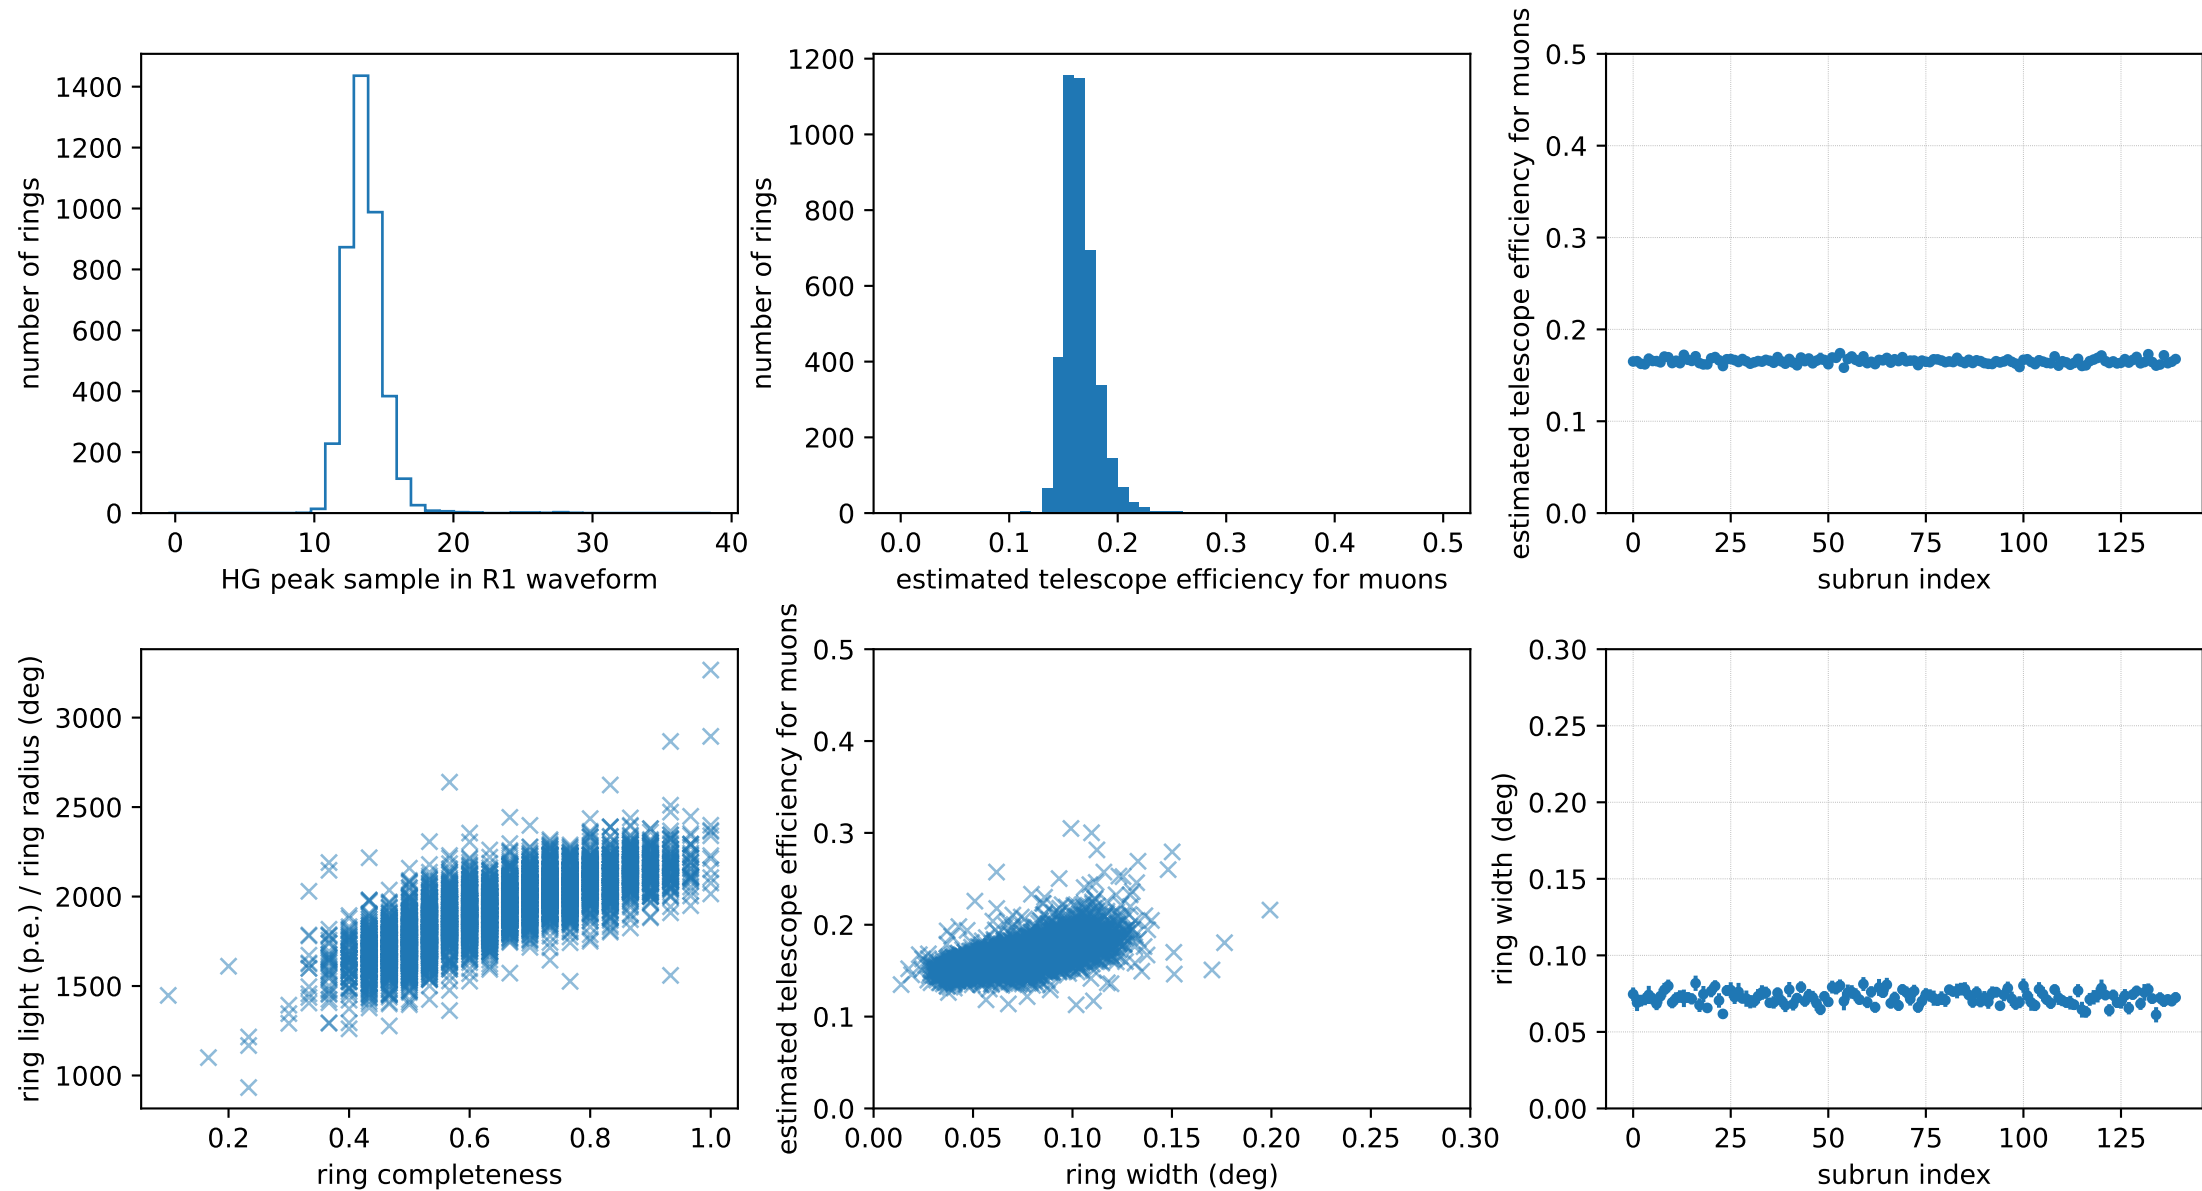 number of rings
1400
1200
1000
800
600
400
200
0
0 10 20 30 40
HG peak sample in R1 waveform
number of rings
1200
1000
800
600
400
200
0
0.0 0.1 0.2 0.3 0.4 0.5
estimated telescope efficiency for muons
estimated telescope efficiency for muons
0.5
0.4
0.3
0.2
0.1
0.0
0 25 50 75 100 125
subrun index
ring light (p.e.) / ring radius (deg)
3000
2500
2000
1500
1000
0.2 0.4 0.6 0.8 1.0
ring completeness
estimated telescope efficiency for muons
0.5
0.4
0.3
0.2
0.1
0.0
0.00 0.05 0.10 0.15 0.20 0.25 0.30
ring width (deg)
ring width (deg)
0.30
0.25
0.20
0.15
0.10
0.05
0.00
0 25 50 75 100 125
subrun index